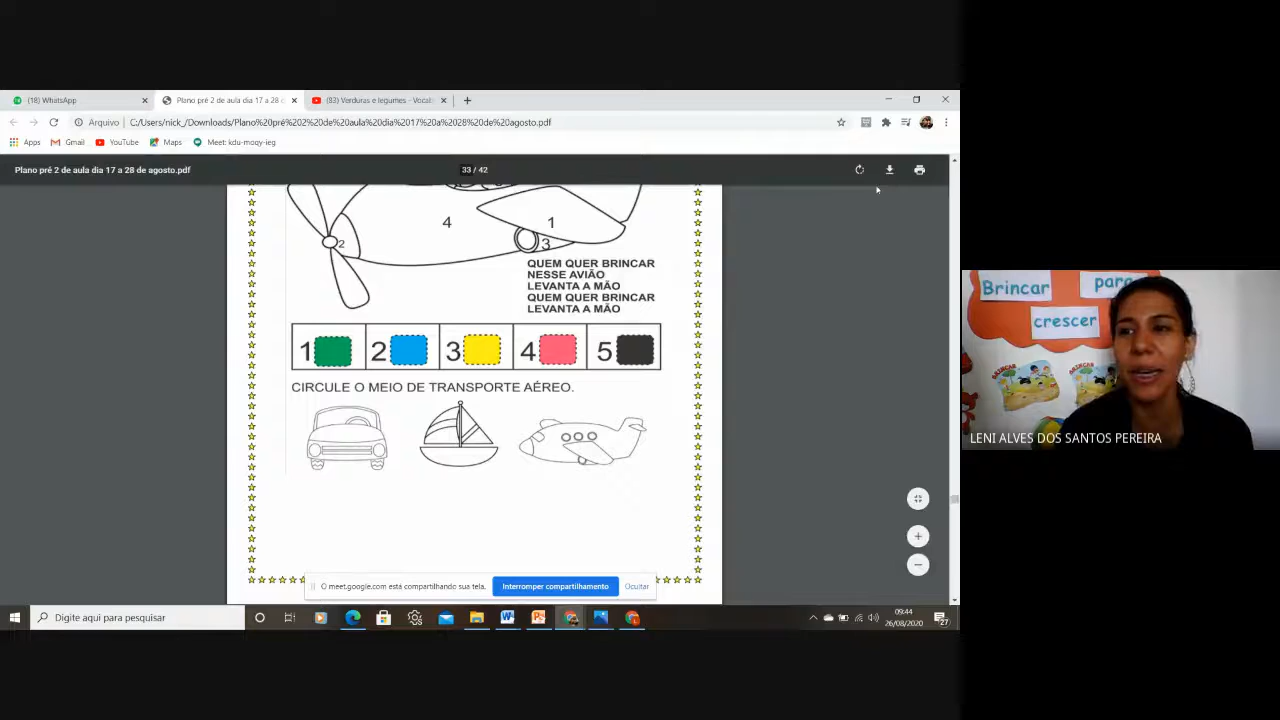 (18) WhatsApp
Plano pré 2 de aula dia 17 a 28 d
(83) Verduras e legumes - Vocab
Arquivo
C:/Users/nick_/Downloads/Plano%20pré%202%20de%20aula%20dia%2017%20a%2028%20de%20agosto.pdf
Apps
Gmail
YouTube
Maps
Meet: kdu-moqy-ieg
Plano pré 2 de aula dia 17 a 28 de agosto.pdf
33 / 42
4
1
2
3
QUEM QUER BRINCAR
NESSE AVIÃO
LEVANTA A MÃO
QUEM QUER BRINCAR
LEVANTA A MÃO
1 2 3 4 5
CIRCULE O MEIO DE TRANSPORTE AÉREO.
O meet.google.com está compartilhando sua tela.
Interromper compartilhamento
Ocultar
Digite aqui para pesquisar
09:44
26/08/2020
27
Brincar
para
crescer
LENI ALVES DOS SANTOS PEREIRA